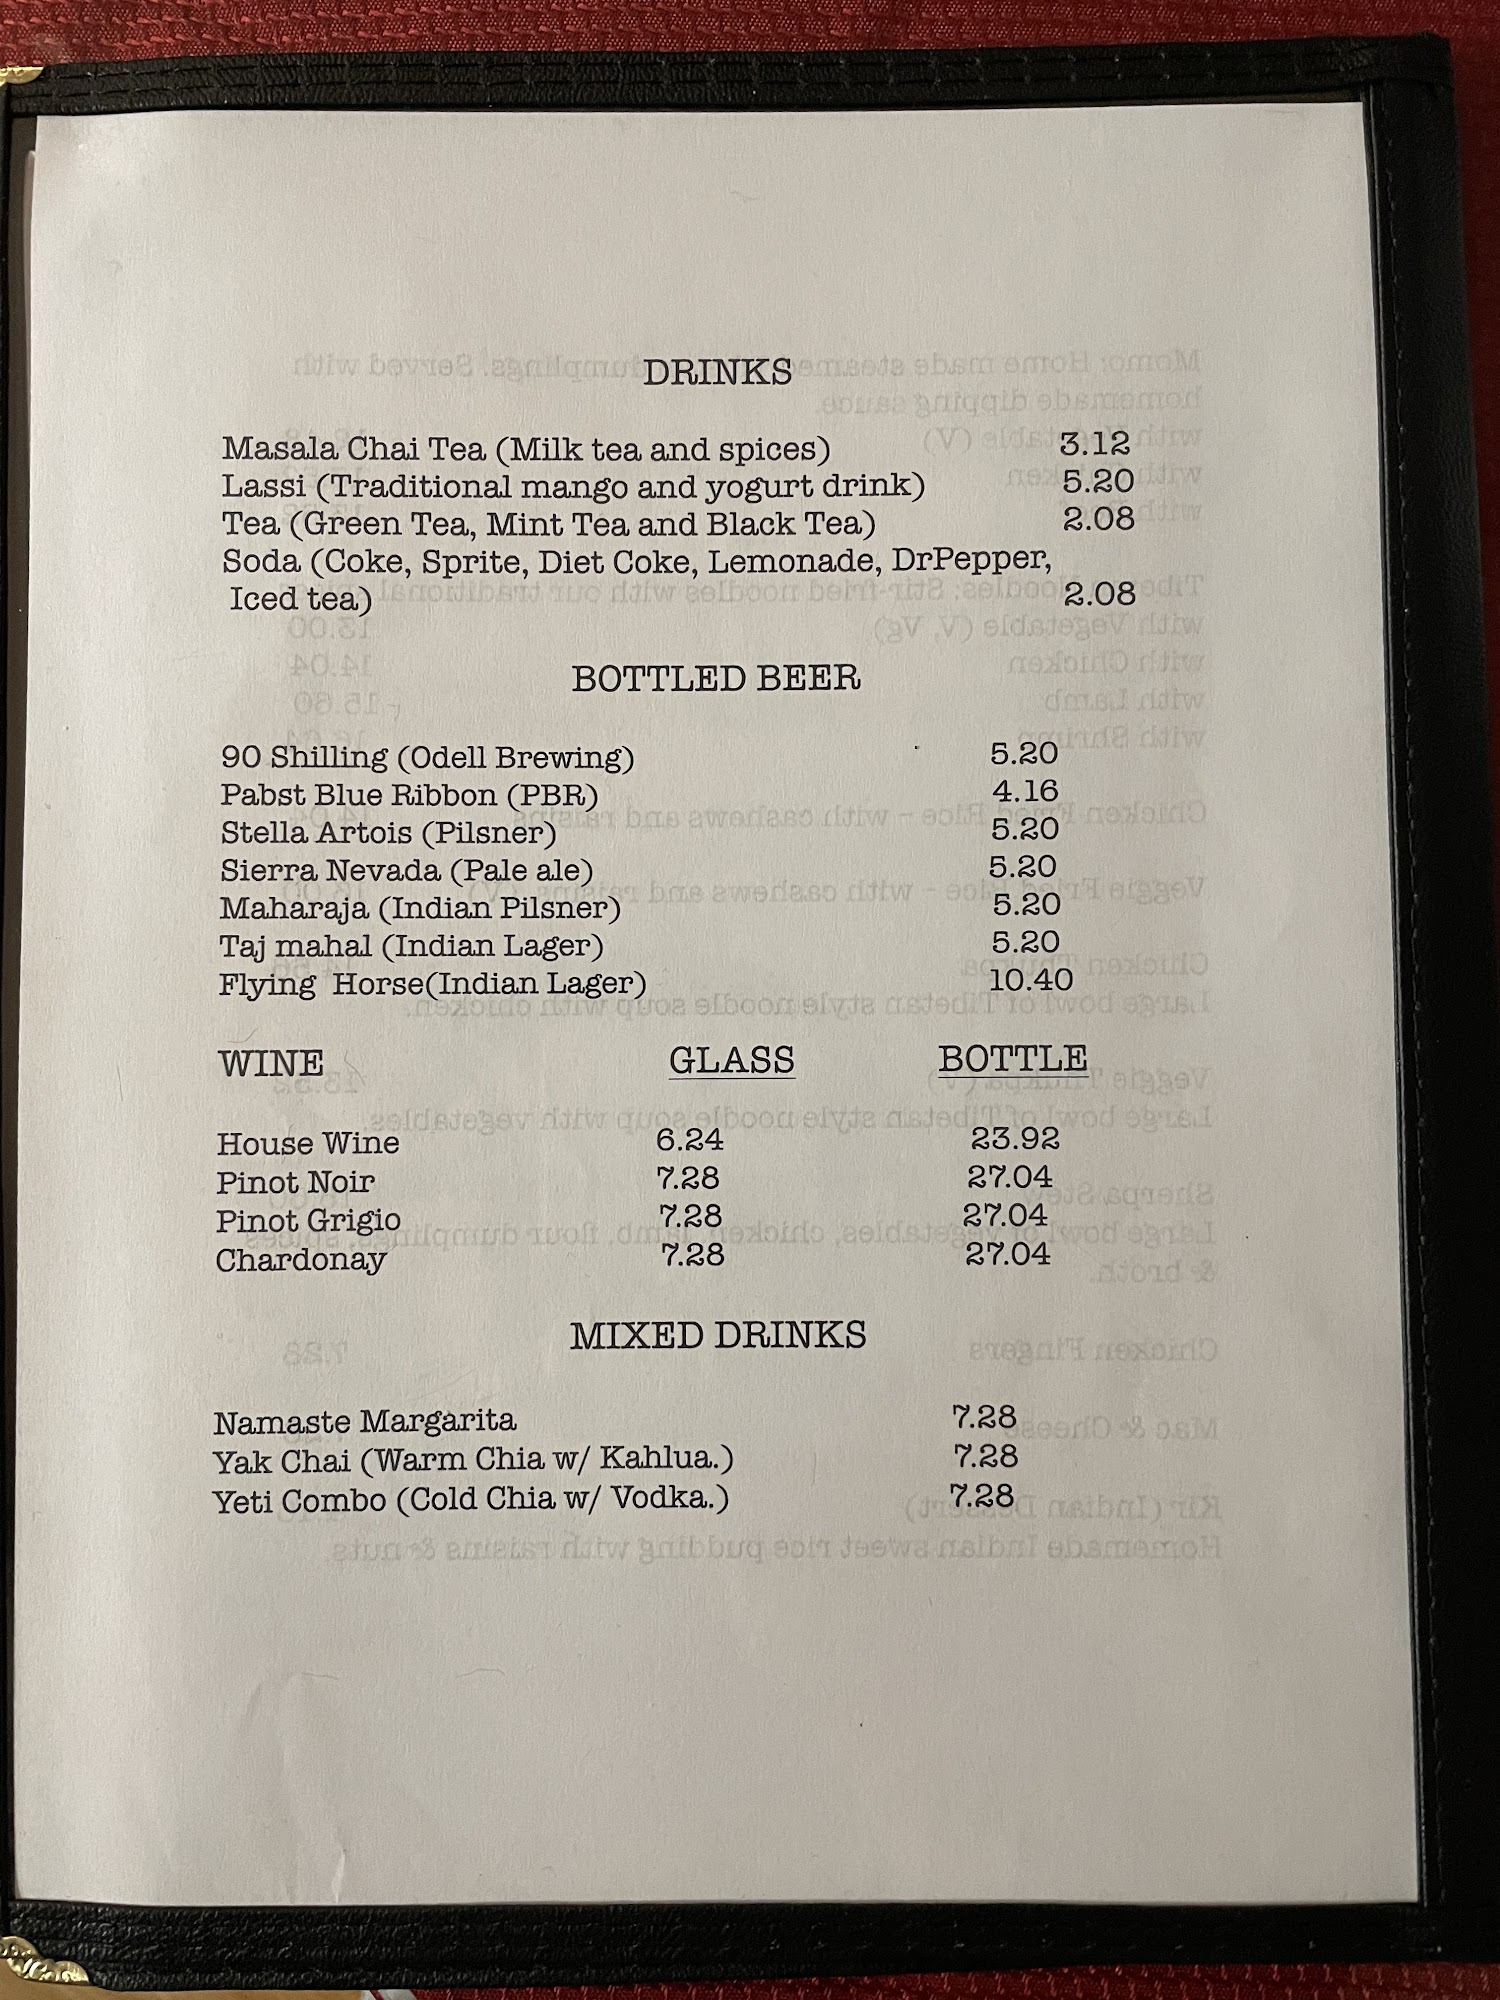 DRINKS
Masala Chai Tea (Milk tea and spices) 3.12
Lassi (Traditional mango and yogurt drink) 5.20
Tea (Green Tea, Mint Tea and Black Tea) 2.08
Soda (Coke, Sprite, Diet Coke, Lemonade, DrPepper,
Iced tea) 2.08
BOTTLED BEER
90 Shilling (Odell Brewing) 5.20
Pabst Blue Ribbon (PBR) 4.16
Stella Artois (Pilsner) 5.20
Sierra Nevada (Pale ale) 5.20
Maharaja (Indian Pilsner) 5.20
Taj mahal (Indian Lager) 5.20
Flying Horse(Indian Lager) 10.40
WINE GLASS BOTTLE
House Wine 6.24 23.92
Pinot Noir 7.28 27.04
Pinot Grigio 7.28 27.04
Chardonay 7.28 27.04
MIXED DRINKS
Namaste Margarita 7.28
Yak Chai (Warm Chia w/ Kahlua.) 7.28
Yeti Combo (Cold Chia w/ Vodka.) 7.28